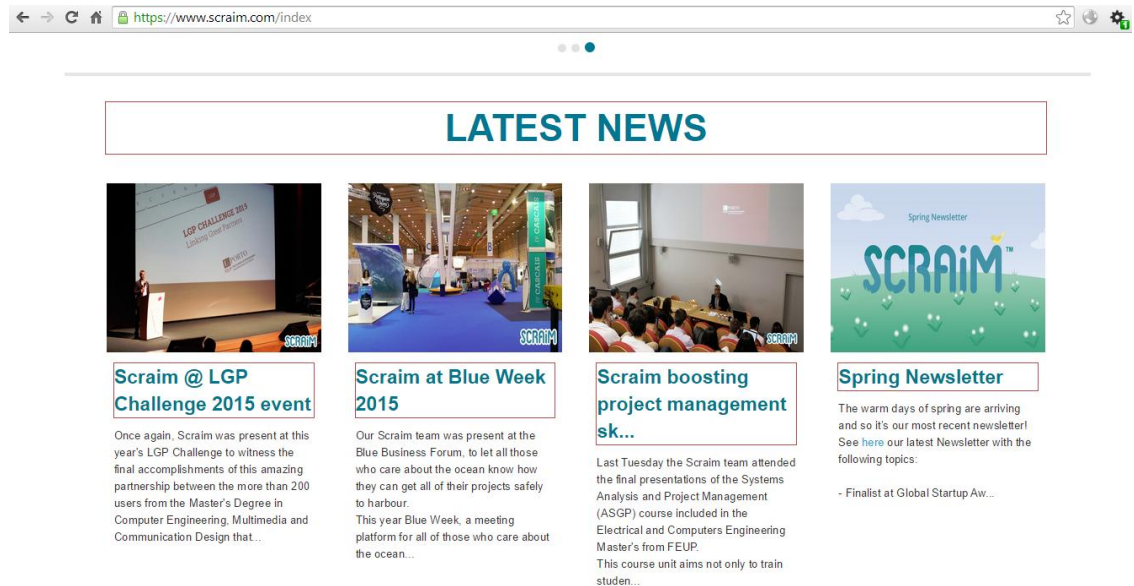 https://www.scraim.com/index
1
LATEST NEWS
LGP CHALLENGE 2015
Linking Great Partners
PORTO
SCRAIM
CASCAIS
CASCAIS
SCRAIM
SCRAIM
Spring Newsletter
SCRAiM™
Scraim @ LGP
Challenge 2015 event
Once again, Scraim was present at this
year's LGP Challenge to witness the
final accomplishments of this amazing
partnership between the more than 200
users from the Master's Degree in
Computer Engineering, Multimedia and
Communication Design that...
Scraim at Blue Week
2015
Our Scraim team was present at the
Blue Business Forum, to let all those
who care about the ocean know how
they can get all of their projects safely
to harbour.
This year Blue Week, a meeting
platform for all of those who care about
the ocean...
Scraim boosting
project management
sk...
Last Tuesday the Scraim team attended
the final presentations of the Systems
Analysis and Project Management
(ASGP) course included in the
Electrical and Computers Engineering
Master's from FEUP.
This course unit aims not only to train
studen...
Spring Newsletter
The warm days of spring are arriving
and so it's our most recent newsletter!
See here our latest Newsletter with the
following topics:
- Finalist at Global Startup Aw...